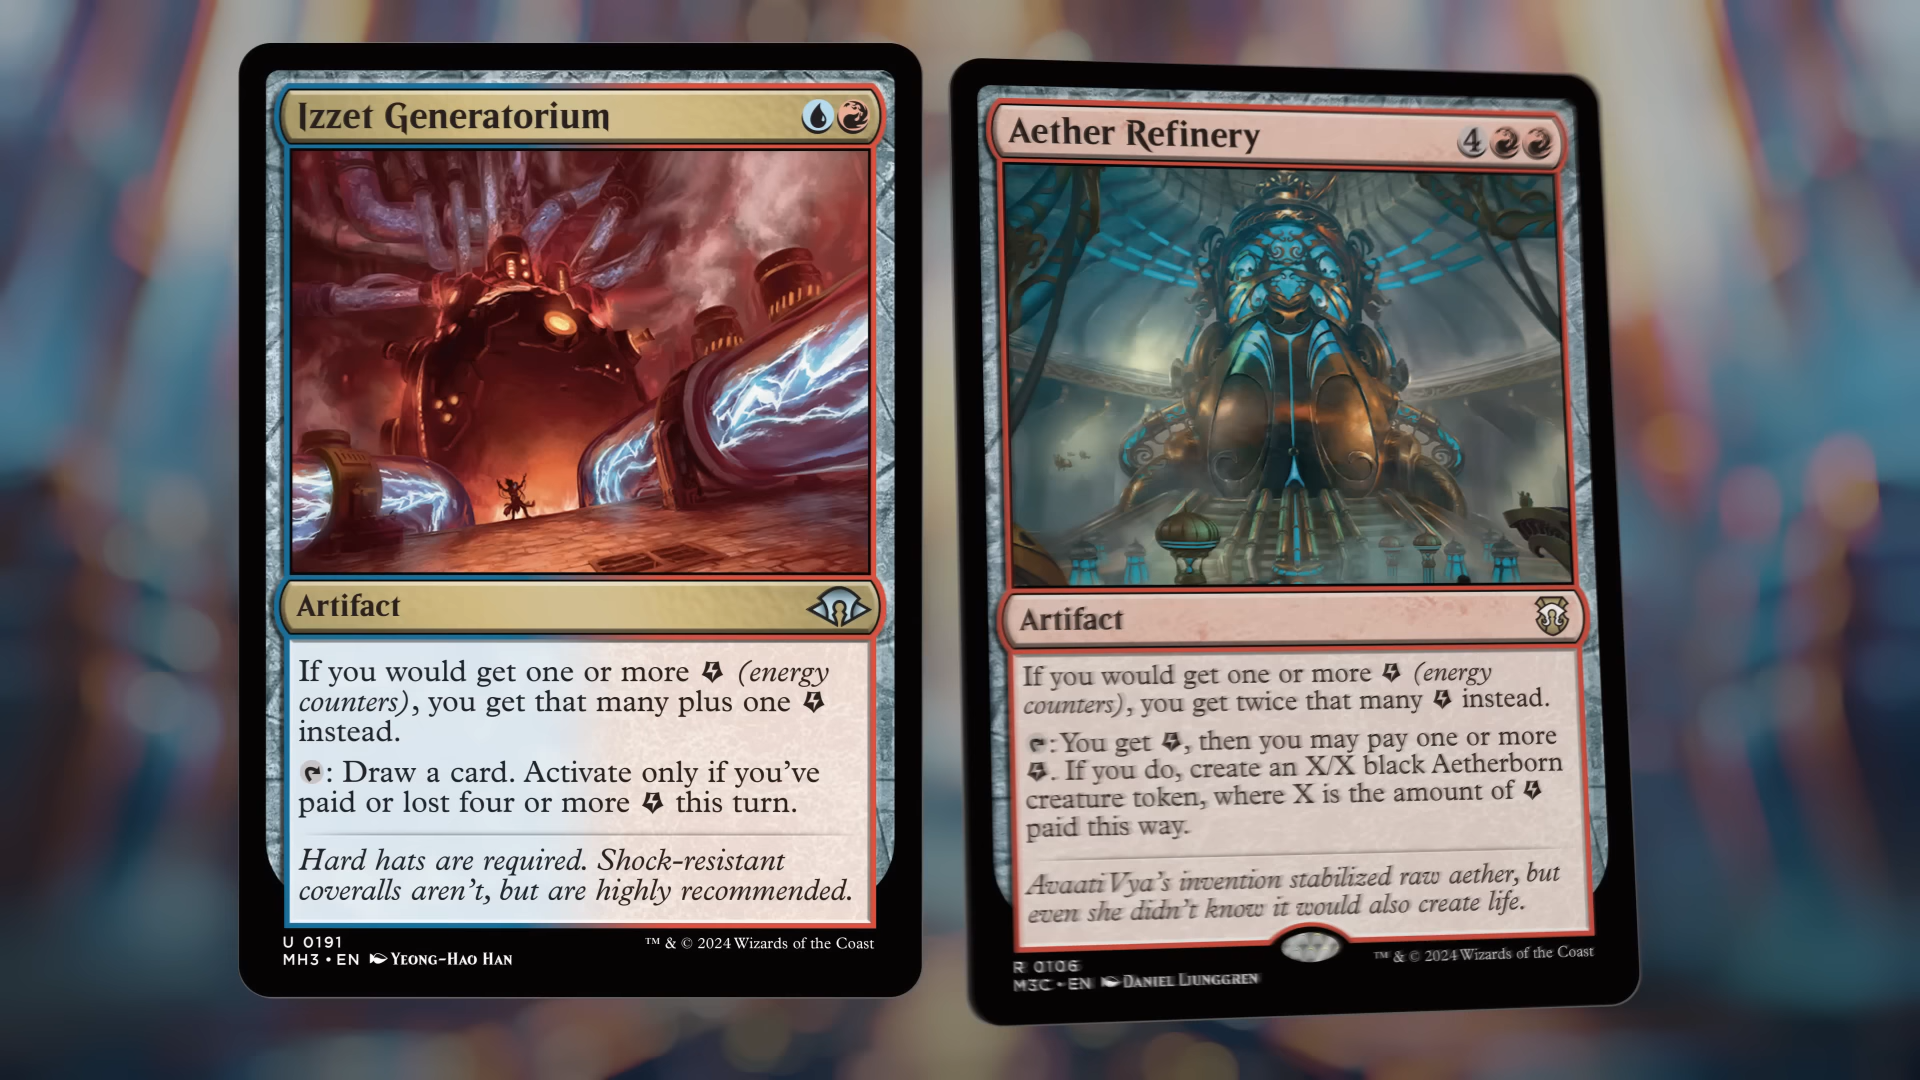 Izzet Generatorium
Artifact
If you would get one or more (energy
counters), you get that many plus one
instead.
: Draw a card. Activate only if you've
paid or lost four or more this turn.
Hard hats are required. Shock-resistant
coveralls aren't, but are highly recommended.
U 0191
MH3 • EN Yeong-Hao Han
™ & © 2024 Wizards of the Coast
Aether Refinery 4
Artifact
If you would get one or more (energy
counters), you get twice that many instead.
: You get , then you may pay one or more
. If you do, create an X/X black Aetherborn
creature token, where X is the amount of
paid this way.
Avaati Vya's invention stabilized raw aether, but
even she didn't know it would also create life.
R 0106
M3C • EN Daniel Ljunggren
™ & © 2024 Wizards of the Coast